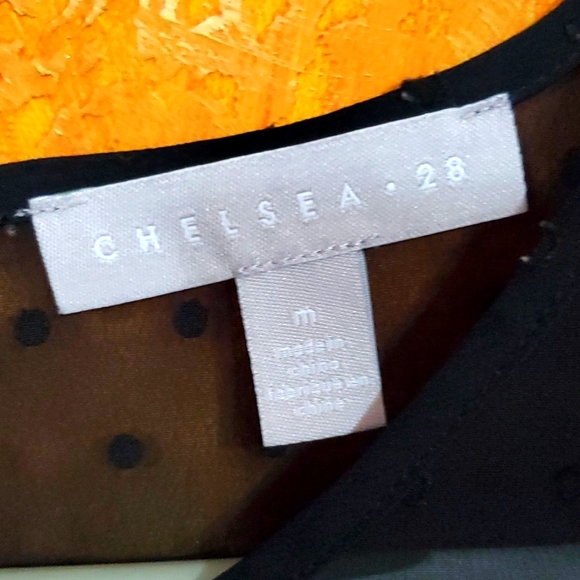 CHELSEA • 28
m
made in
china
fabriqué en
chine